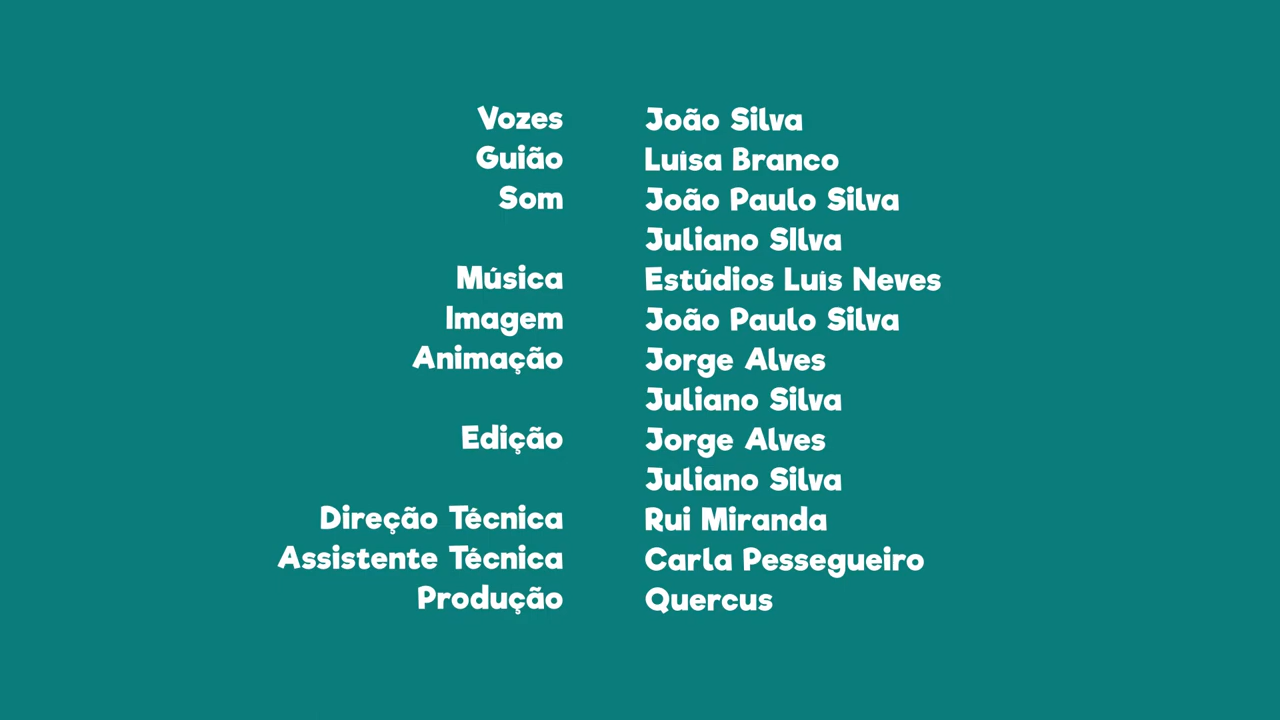 Vozes João Silva
Guião Luísa Branco
Som João Paulo Silva
Juliano SIlva
Música Estúdios Luís Neves
Imagem João Paulo Silva
Animação Jorge Alves
Juliano Silva
Edição Jorge Alves
Juliano Silva
Direção Técnica Rui Miranda
Assistente Técnica Carla Pessegueiro
Produção Quercus